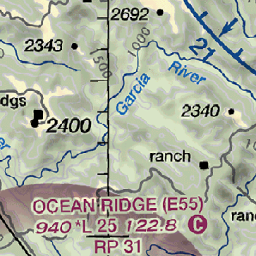 2692
2343
21
1500
1000
Garcia
River
dgs
2400
2340
ranch
OCEAN RIDGE (E55)
ranc
940 *L 25 122.8 C
RP 31